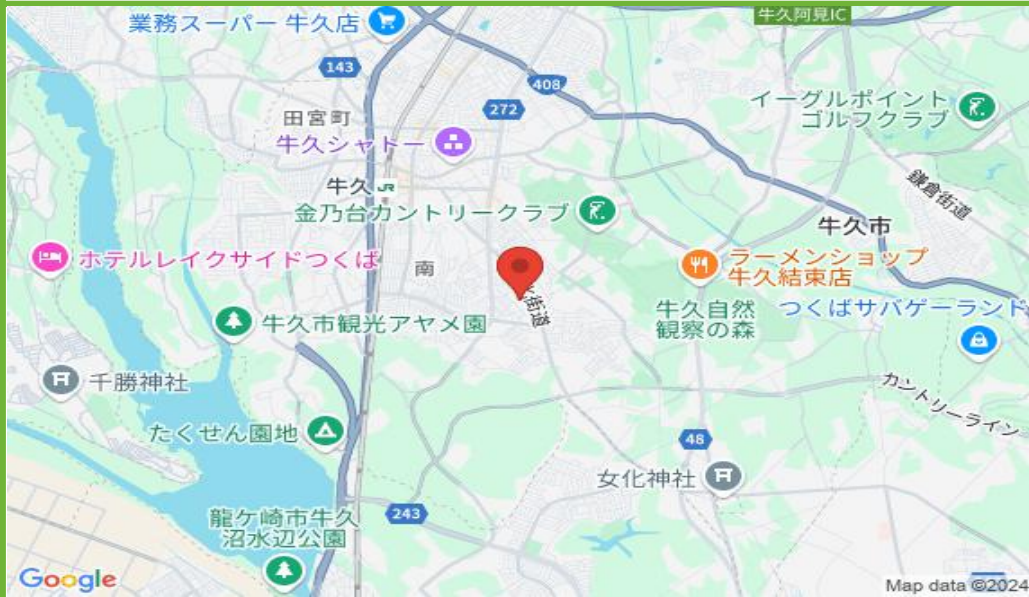 業務スーパー 牛久店
牛久阿見IC
143
408
272
田宮町
イーグルポイント
ゴルフクラブ
牛久シャトー
鎌倉街道
牛久
JR
金乃台カントリークラブ
牛久市
ホテルレイクサイドつくば
南
ラーメンショップ
牛久結束店
街道
牛久自然
観察の森
つくばサバゲーランド
牛久市観光アヤメ園
千勝神社
カントリーライン
たくせん園地
48
女化神社
243
龍ケ崎市牛久
沼水辺公園
Google
Map data ©2024